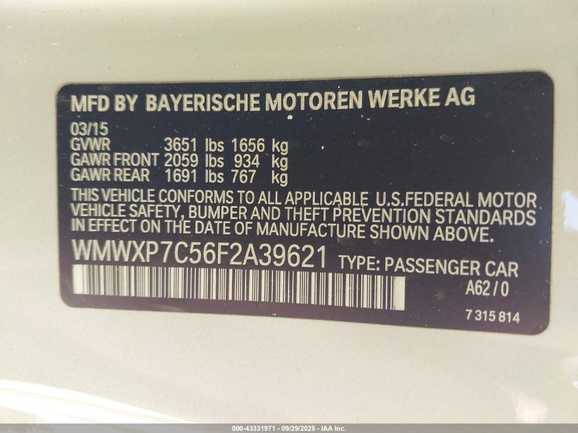 MFD BY BAYERISCHE MOTOREN WERKE AG
03/15
GVWR 3651 lbs 1656 kg
GAWR FRONT 2059 lbs 934 kg
GAWR REAR 1691 lbs 767 kg
THIS VEHICLE CONFORMS TO ALL APPLICABLE U.S.FEDERAL MOTOR
VEHICLE SAFETY, BUMPER AND THEFT PREVENTION STANDARDS
IN EFFECT ON THE DATE OF MANUFACTURE SHOWN ABOVE.
WMWXP7C56F2A39621 TYPE: PASSENGER CAR
A62/0
7 315 814
000-43331971 - 09/29/2025 - IAA Inc.